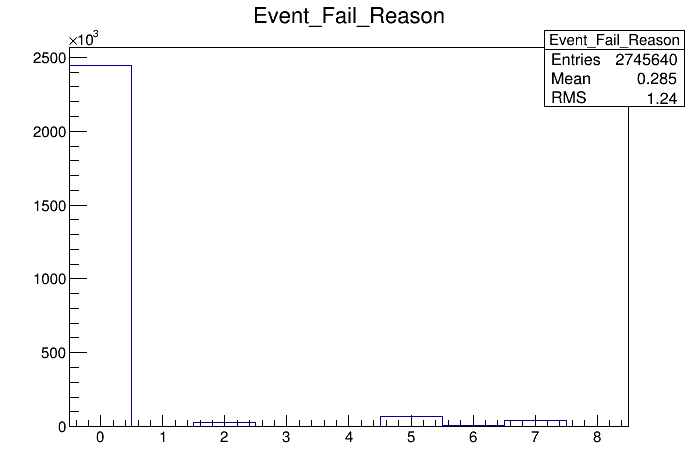 Event_Fail_Reason
×10³
Event_Fail_Reason
Entries 2745640
Mean 0.285
RMS 1.24
2500
2000
1500
1000
500
0
0 1 2 3 4 5 6 7 8